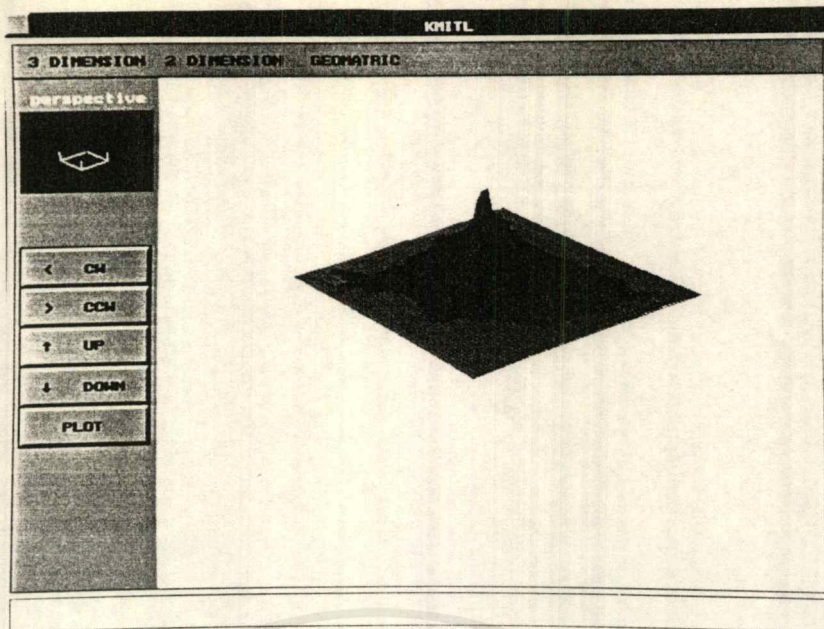 KMITL
3 DIMENSION 2 DIMENSION GEOMATRIC
perspective
< CW
> CCW
↑ UP
↓ DOWN
PLOT